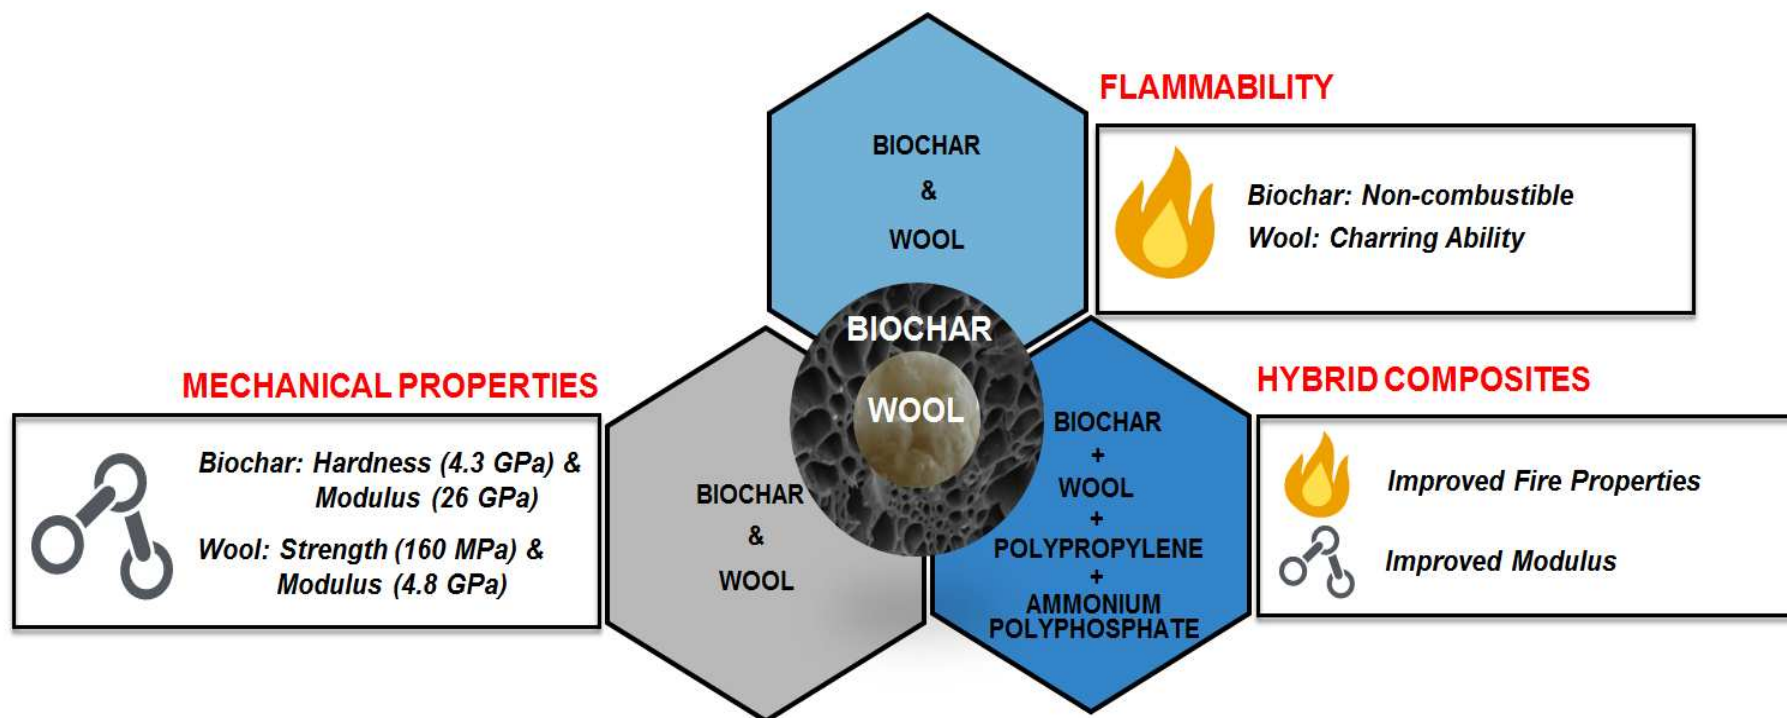 FLAMMABILITY
BIOCHAR
&
WOOL
Biochar: Non-combustible
Wool: Charring Ability
BIOCHAR
WOOL
MECHANICAL PROPERTIES
Biochar: Hardness (4.3 GPa) &
Modulus (26 GPa)
Wool: Strength (160 MPa) &
Modulus (4.8 GPa)
BIOCHAR
&
WOOL
HYBRID COMPOSITES
BIOCHAR
+
WOOL
+
POLYPROPYLENE
+
AMMONIUM
POLYPHOSPHATE
Improved Fire Properties
Improved Modulus